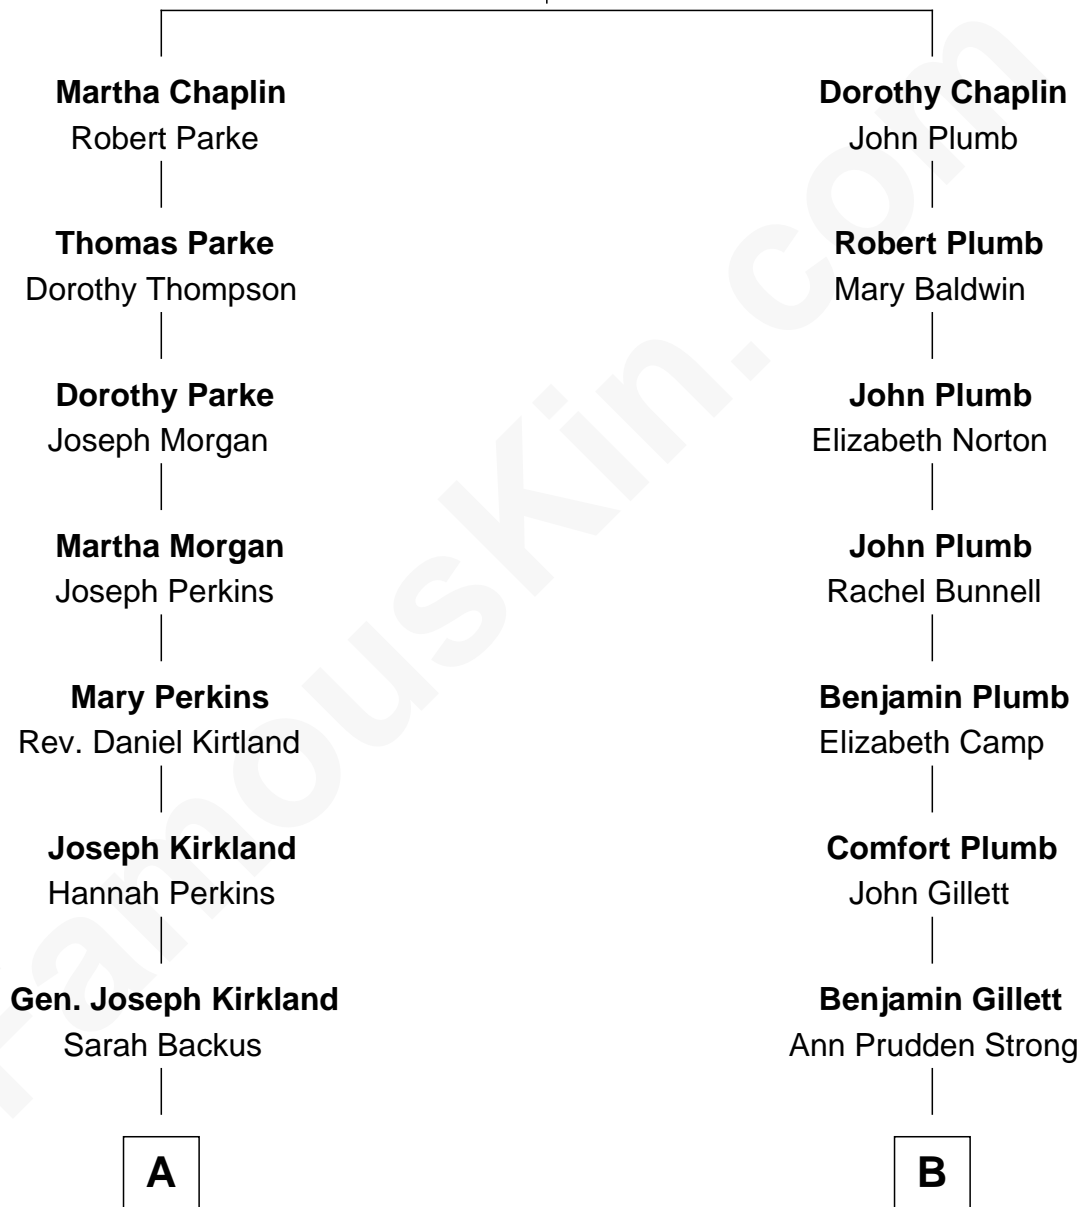 Martha Chaplin
Robert Parke
Thomas Parke
Dorothy Thompson
Dorothy Parke
Joseph Morgan
Martha Morgan
Joseph Perkins
Mary Perkins
Rev. Daniel Kirtland
Joseph Kirkland
Hannah Perkins
Gen. Joseph Kirkland
Sarah Backus
A
Dorothy Chaplin
John Plumb
Robert Plumb
Mary Baldwin
John Plumb
Elizabeth Norton
John Plumb
Rachel Bunnell
Benjamin Plumb
Elizabeth Camp
Comfort Plumb
John Gillett
Benjamin Gillett
Ann Prudden Strong
B
FamousKin.com